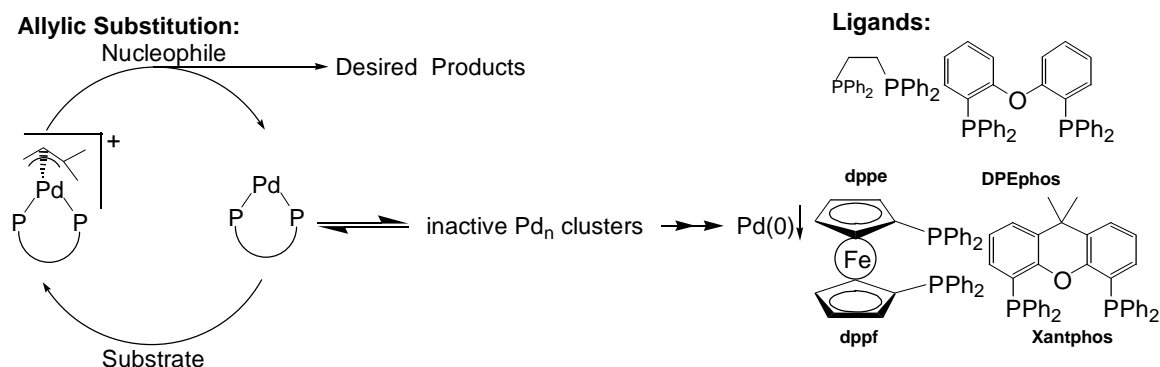 Allylic Substitution:
Nucleophile
Desired Products
+
Pd
P P
Pd
P P
inactive Pdn clusters
Pd(0)
Substrate
Ligands:
PPh2
PPh2
O
PPh2 PPh2
dppe DPEphos
PPh2
Fe
PPh2
dppf
O
PPh2 PPh2
Xantphos